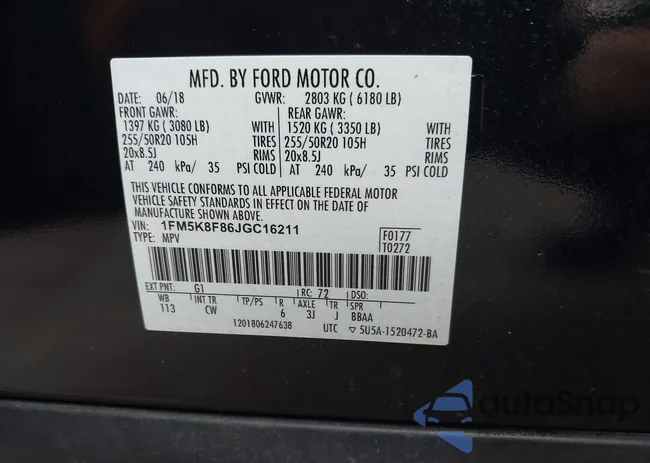 MFD. BY FORD MOTOR CO.
DATE: 06/18 GVWR: 2803 KG ( 6180 LB)
FRONT GAWR: REAR GAWR:
1397 KG ( 3080 LB) WITH 1520 KG ( 3350 LB) WITH
255/50R20 105H TIRES 255/50R20 105H TIRES
20x8.5J RIMS 20x8.5J RIMS
AT 240 kPa/ 35 PSI COLD AT 240 kPa/ 35 PSI COLD
THIS VEHICLE CONFORMS TO ALL APPLICABLE FEDERAL MOTOR
VEHICLE SAFETY STANDARDS IN EFFECT ON THE DATE OF
MANUFACTURE SHOWN ABOVE.
VIN: 1FM5K8F86JGC16211 F0177
TYPE: MPV T0272
EXT PNT: G1 RC: 72 DSO:
WB INT TR TP/PS R AXLE TR SPR
113 CW 6 3J J BBAA
1201806247638 UTC ▽ 5U5A-1520472-BA
autoSnap